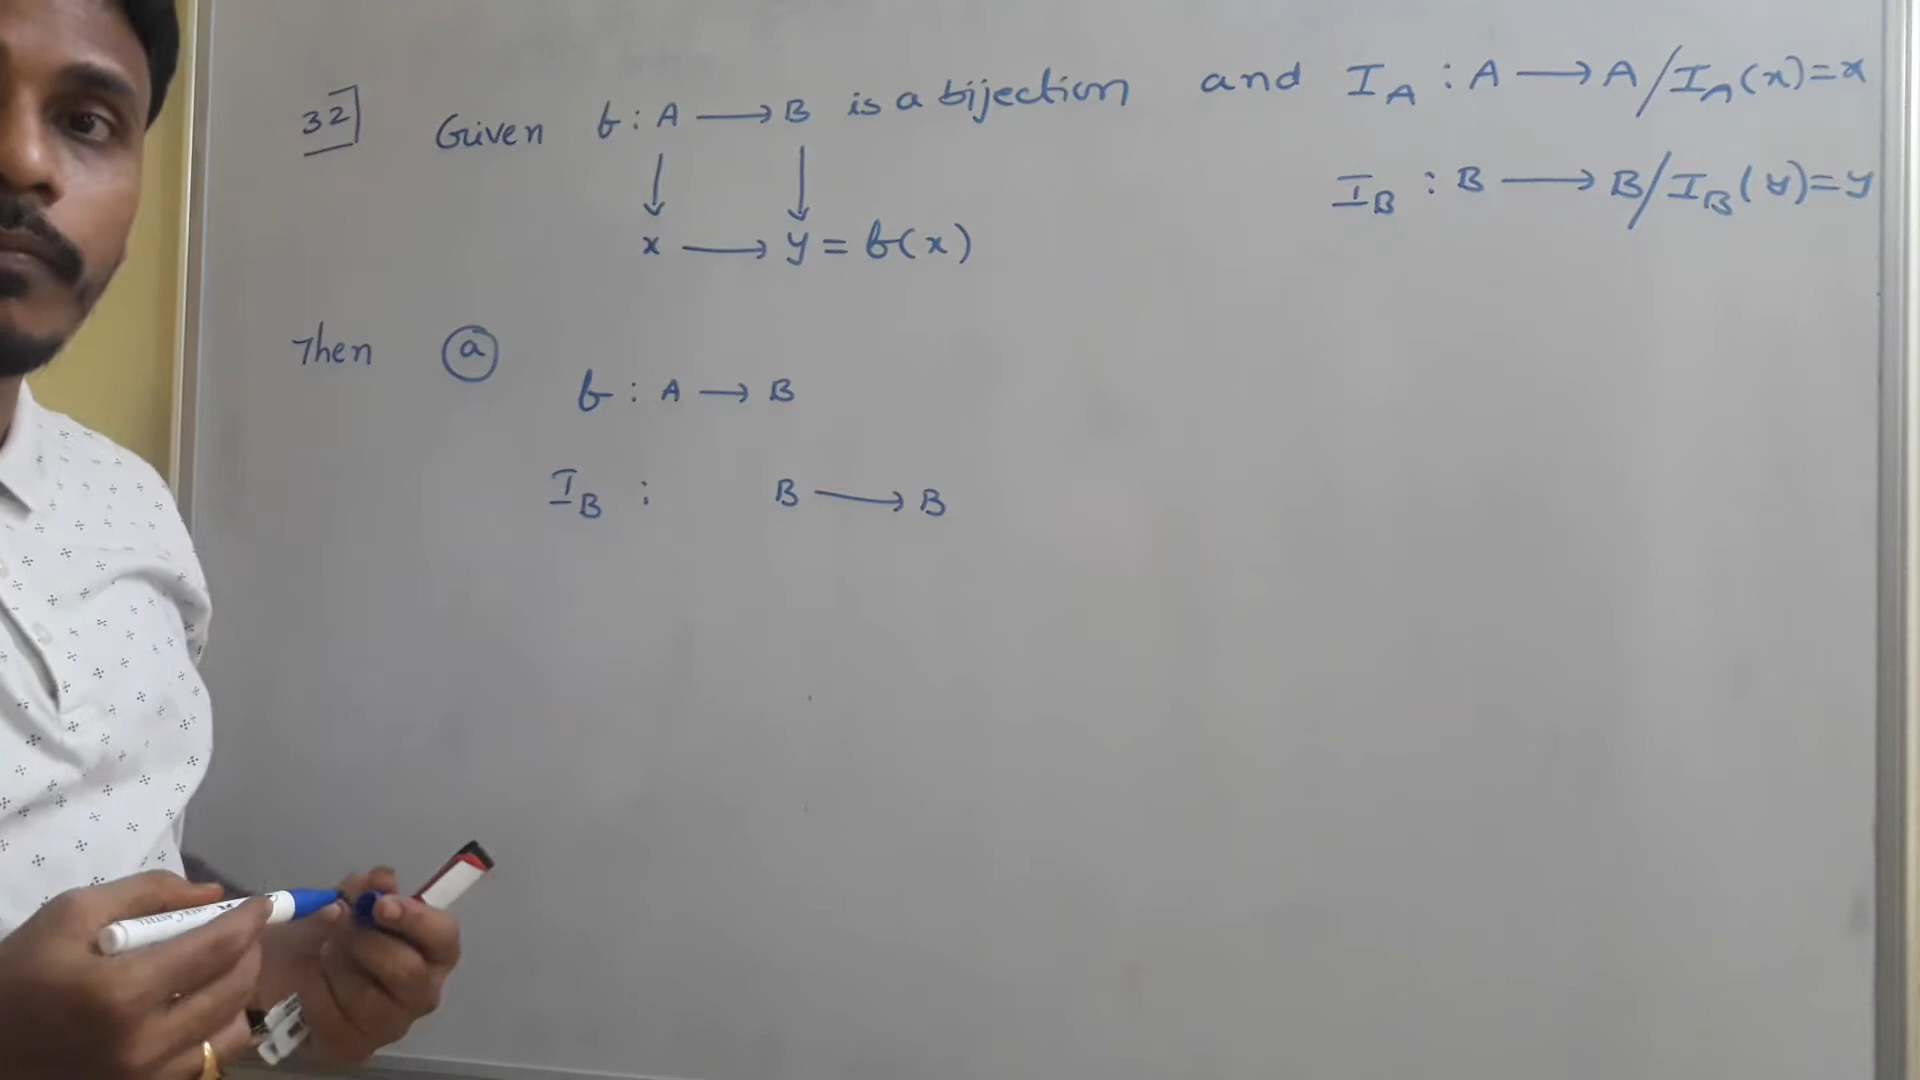 32 Given f : A ⟶ B is a bijection and I_A : A ⟶ A / I_A(x) = x
↓ ↓ I_B : B ⟶ B / I_B(y) = y
x ⟶ y = f(x)
Then ⓐ
f : A ⟶ B
I_B : B ⟶ B